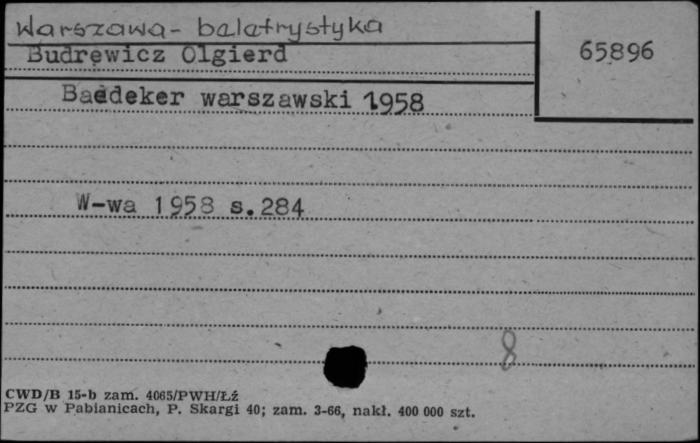 Warszawa - beletrystyka
Budrewicz Olgierd
65896
Baedeker warszawski 1958
W-wa 1958 s.284
8
CWD/B 15-b zam. 4065/PWH/Łź
PZG w Pabianicach, P. Skargi 40; zam. 3-66, nakł. 400 000 szt.